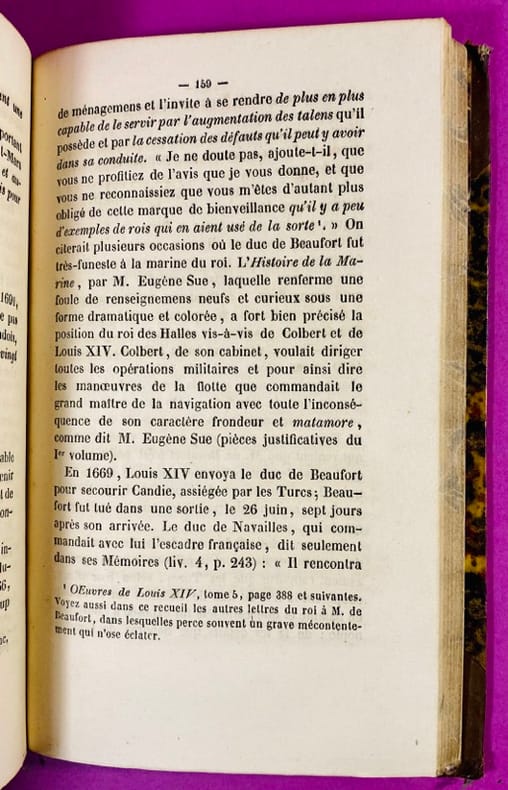 — 159 —
de ménagemens et l'invite à se rendre de plus en plus
capable de le servir par l'augmentation des talens qu'il
possède et par la cessation des défauts qu'il peut y avoir
dans sa conduite. « Je ne doute pas, ajoute-t-il, que
vous ne profitiez de l'avis que je vous donne, et que
vous ne reconnaissiez que vous m'êtes d'autant plus
obligé de cette marque de bienveillance qu'il y a peu
d'exemples de rois qui en aient usé de la sorte ¹. » On
citerait plusieurs occasions où le duc de Beaufort fut
très-funeste à la marine du roi. L'Histoire de la Ma-
rine, par M. Eugène Sue, laquelle renferme une
foule de renseignemens neufs et curieux sous une
forme dramatique et colorée, a fort bien précisé la
position du roi des Halles vis-à-vis de Colbert et de
Louis XIV. Colbert, de son cabinet, voulait diriger
toutes les opérations militaires et pour ainsi dire
les manœuvres de la flotte que commandait le
grand maître de la navigation avec toute l'inconsé-
quence de son caractère frondeur et matamore,
comme dit M. Eugène Sue (pièces justificatives du
Iᵉʳ volume).
En 1669, Louis XIV envoya le duc de Beaufort
pour secourir Candie, assiégée par les Turcs; Beau-
fort fut tué dans une sortie, le 26 juin, sept jours
après son arrivée. Le duc de Navailles, qui com-
mandait avec lui l'escadre française, dit seulement
dans ses Mémoires (liv. 4, p. 243) : « Il rencontra
¹ OEuvres de Louis XIV, tome 5, page 388 et suivantes.
Voyez aussi dans ce recueil les autres lettres du roi à M. de
Beaufort, dans lesquelles perce souvent un grave mécontente-
ment qui n'ose éclater.